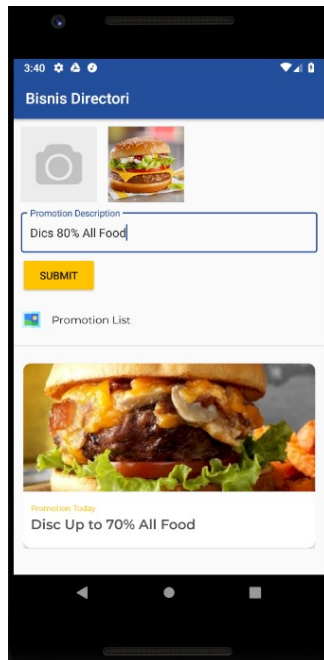 3:40
Bisnis Directori
Promotion Description
Dics 80% All Food
SUBMIT
Promotion List
Promotion Today
Disc Up to 70% All Food